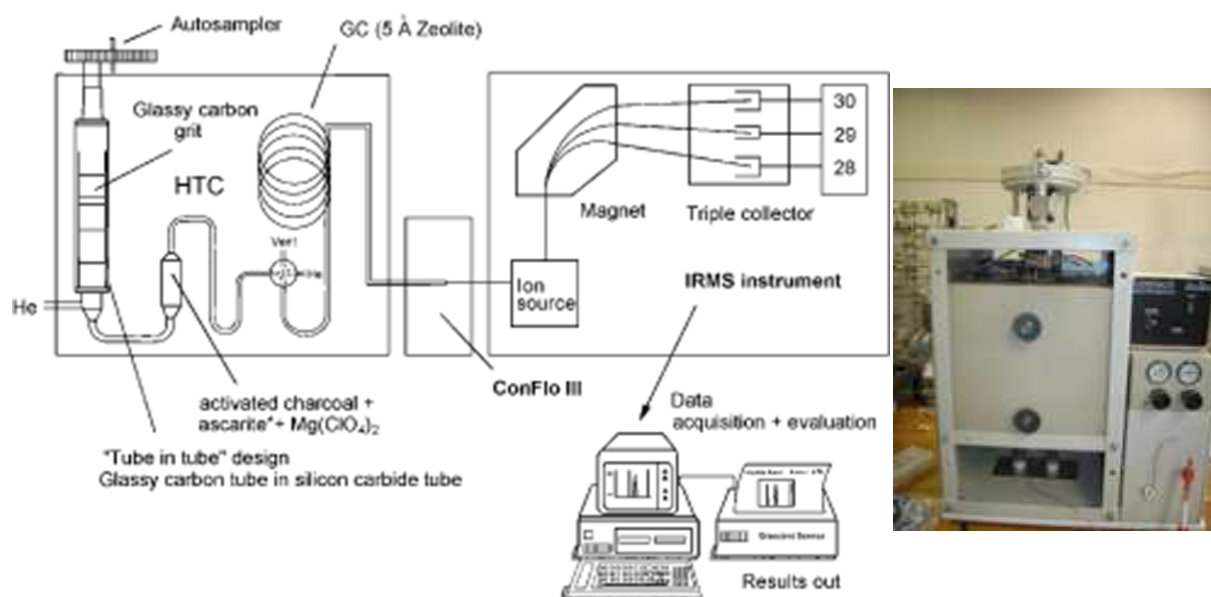 Autosampler
GC (5 Å Zeolite)
Glassy carbon
grit
HTC
Vent
He
He
activated charcoal +
ascarite*+ Mg(ClO4)2
"Tube in tube" design
Glassy carbon tube in silicon carbide tube
ConFlo III
Ion
source
Magnet
Triple collector
30
29
28
IRMS instrument
Data
acquisition + evaluation
Results out